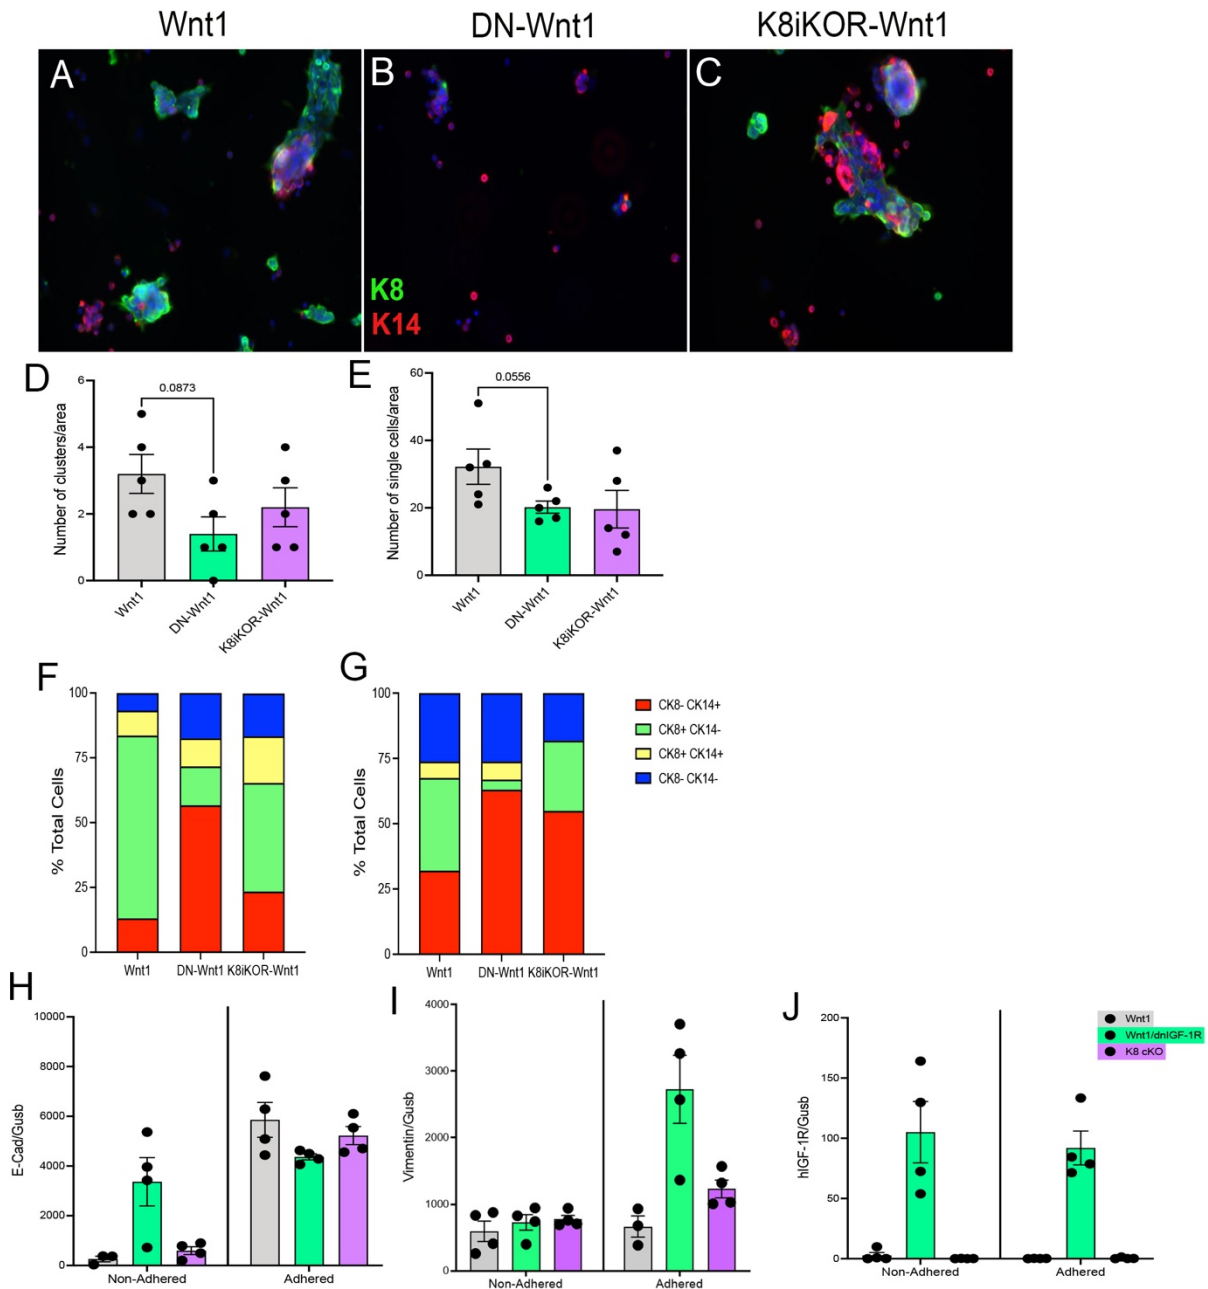 Wnt1
DN-Wnt1
K8iKOR-Wnt1
A
B
C
K8
K14
D
Number of clusters/area
6
4
2
0
0.0873
Wnt1
DN-Wnt1
K8iKOR-Wnt1
E
Number of single cells/area
60
40
20
0
0.0556
Wnt1
DN-Wnt1
K8iKOR-Wnt1
F
% Total Cells
100
75
50
25
0
Wnt1
DN-Wnt1
K8iKOR-Wnt1
G
% Total Cells
100
75
50
25
0
Wnt1
DN-Wnt1
K8iKOR-Wnt1
CK8- CK14+
CK8+ CK14-
CK8+ CK14+
CK8- CK14-
H
E-Cad/Gusb
10000
8000
6000
4000
2000
0
Non-Adhered
Adhered
I
Vimentin/Gusb
4000
3000
2000
1000
0
Non-Adhered
Adhered
J
hIGF-1R/Gusb
200
150
100
50
0
Non-Adhered
Adhered
Wnt1
Wnt1/dnIGF-1R
K8 cKO